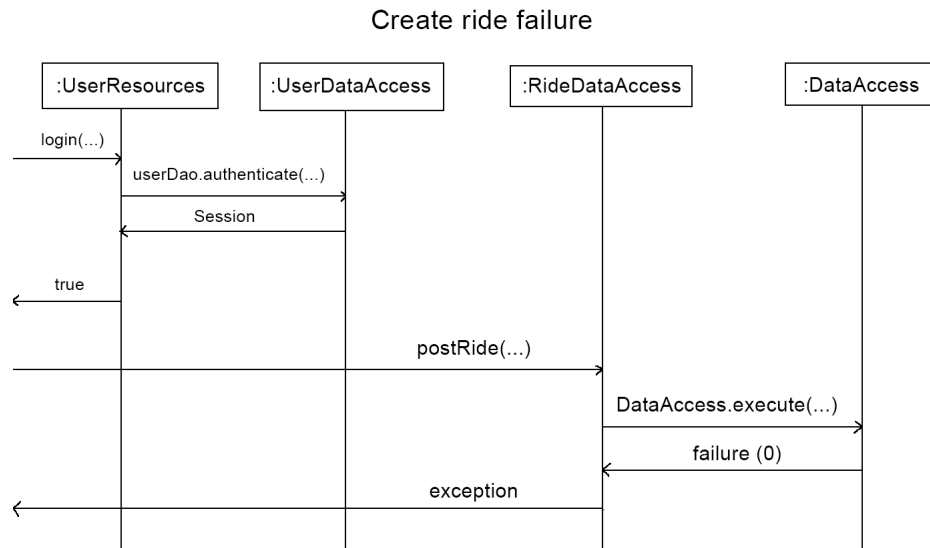 Create ride failure
:UserResources
:UserDataAccess
:RideDataAccess
:DataAccess
login(...)
userDao.authenticate(...)
Session
true
postRide(...)
DataAccess.execute(...)
failure (0)
exception